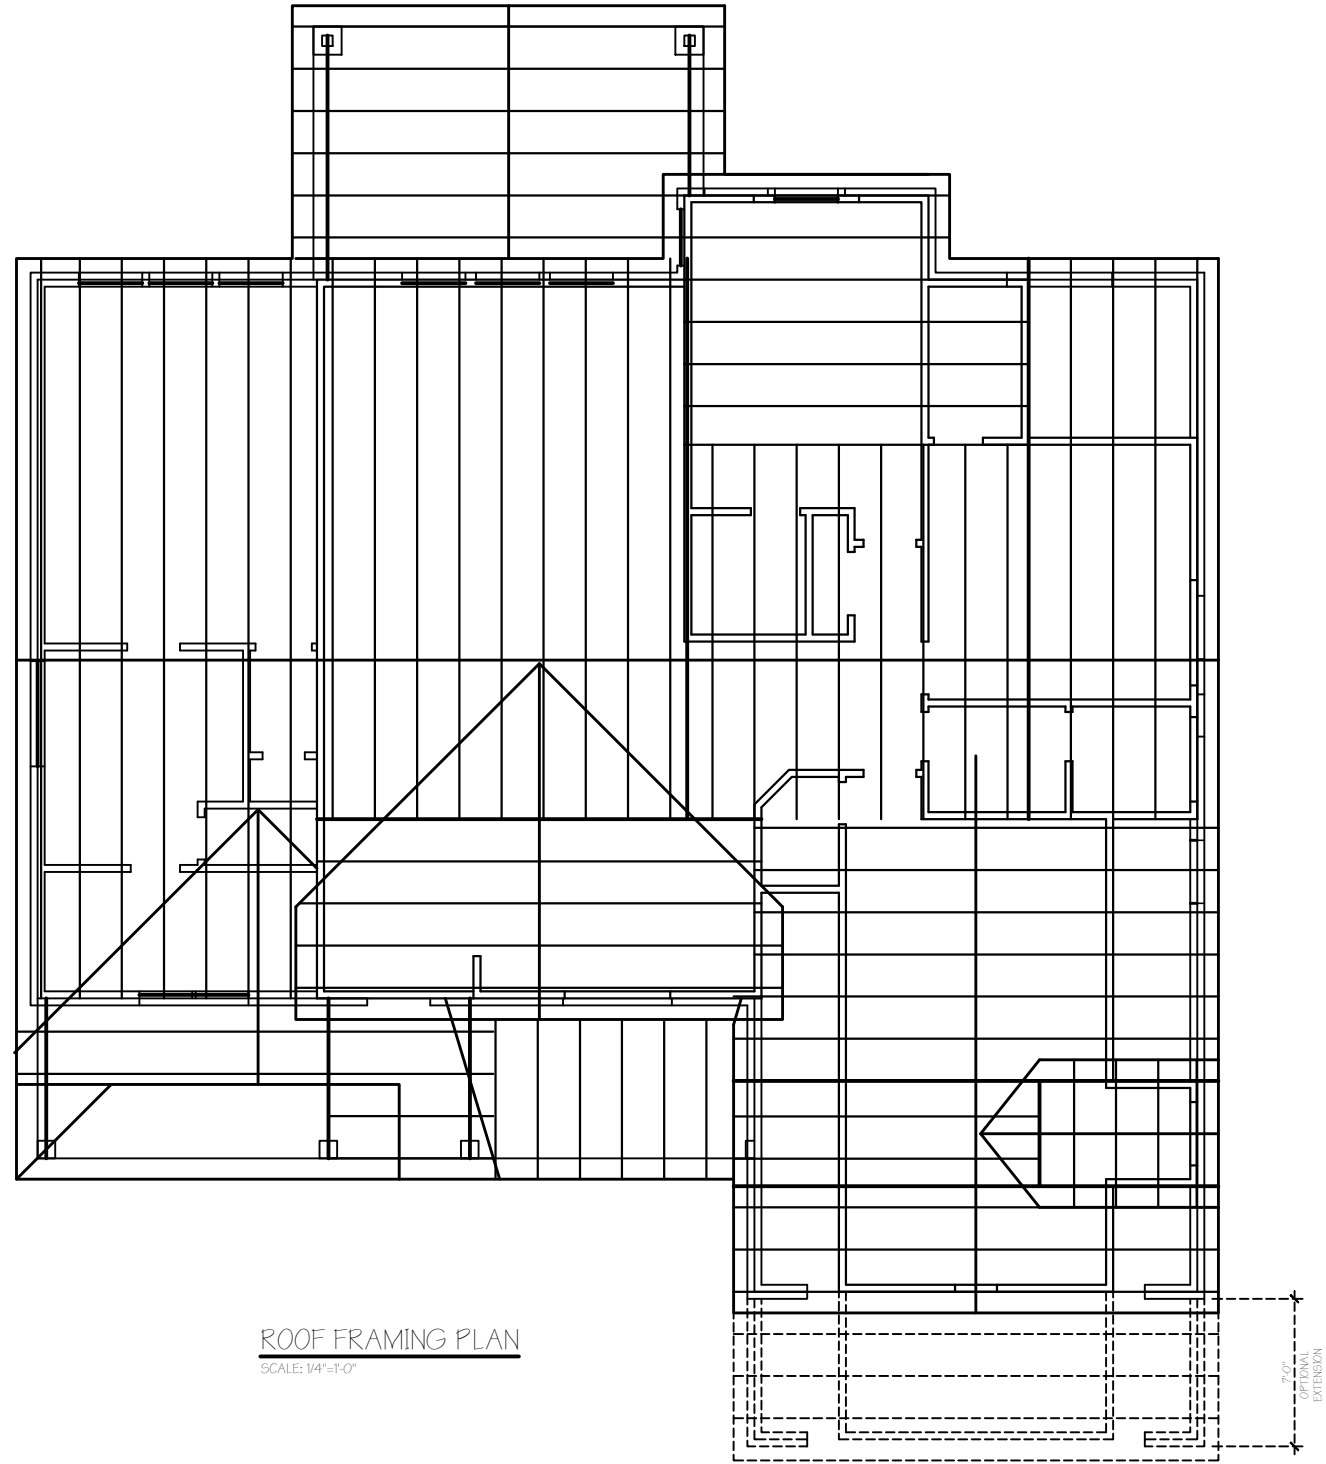 ROOF FRAMING PLAN
SCALE: 1/4"=1'-0"
7'-0"
OPTIONAL
EXTENSION